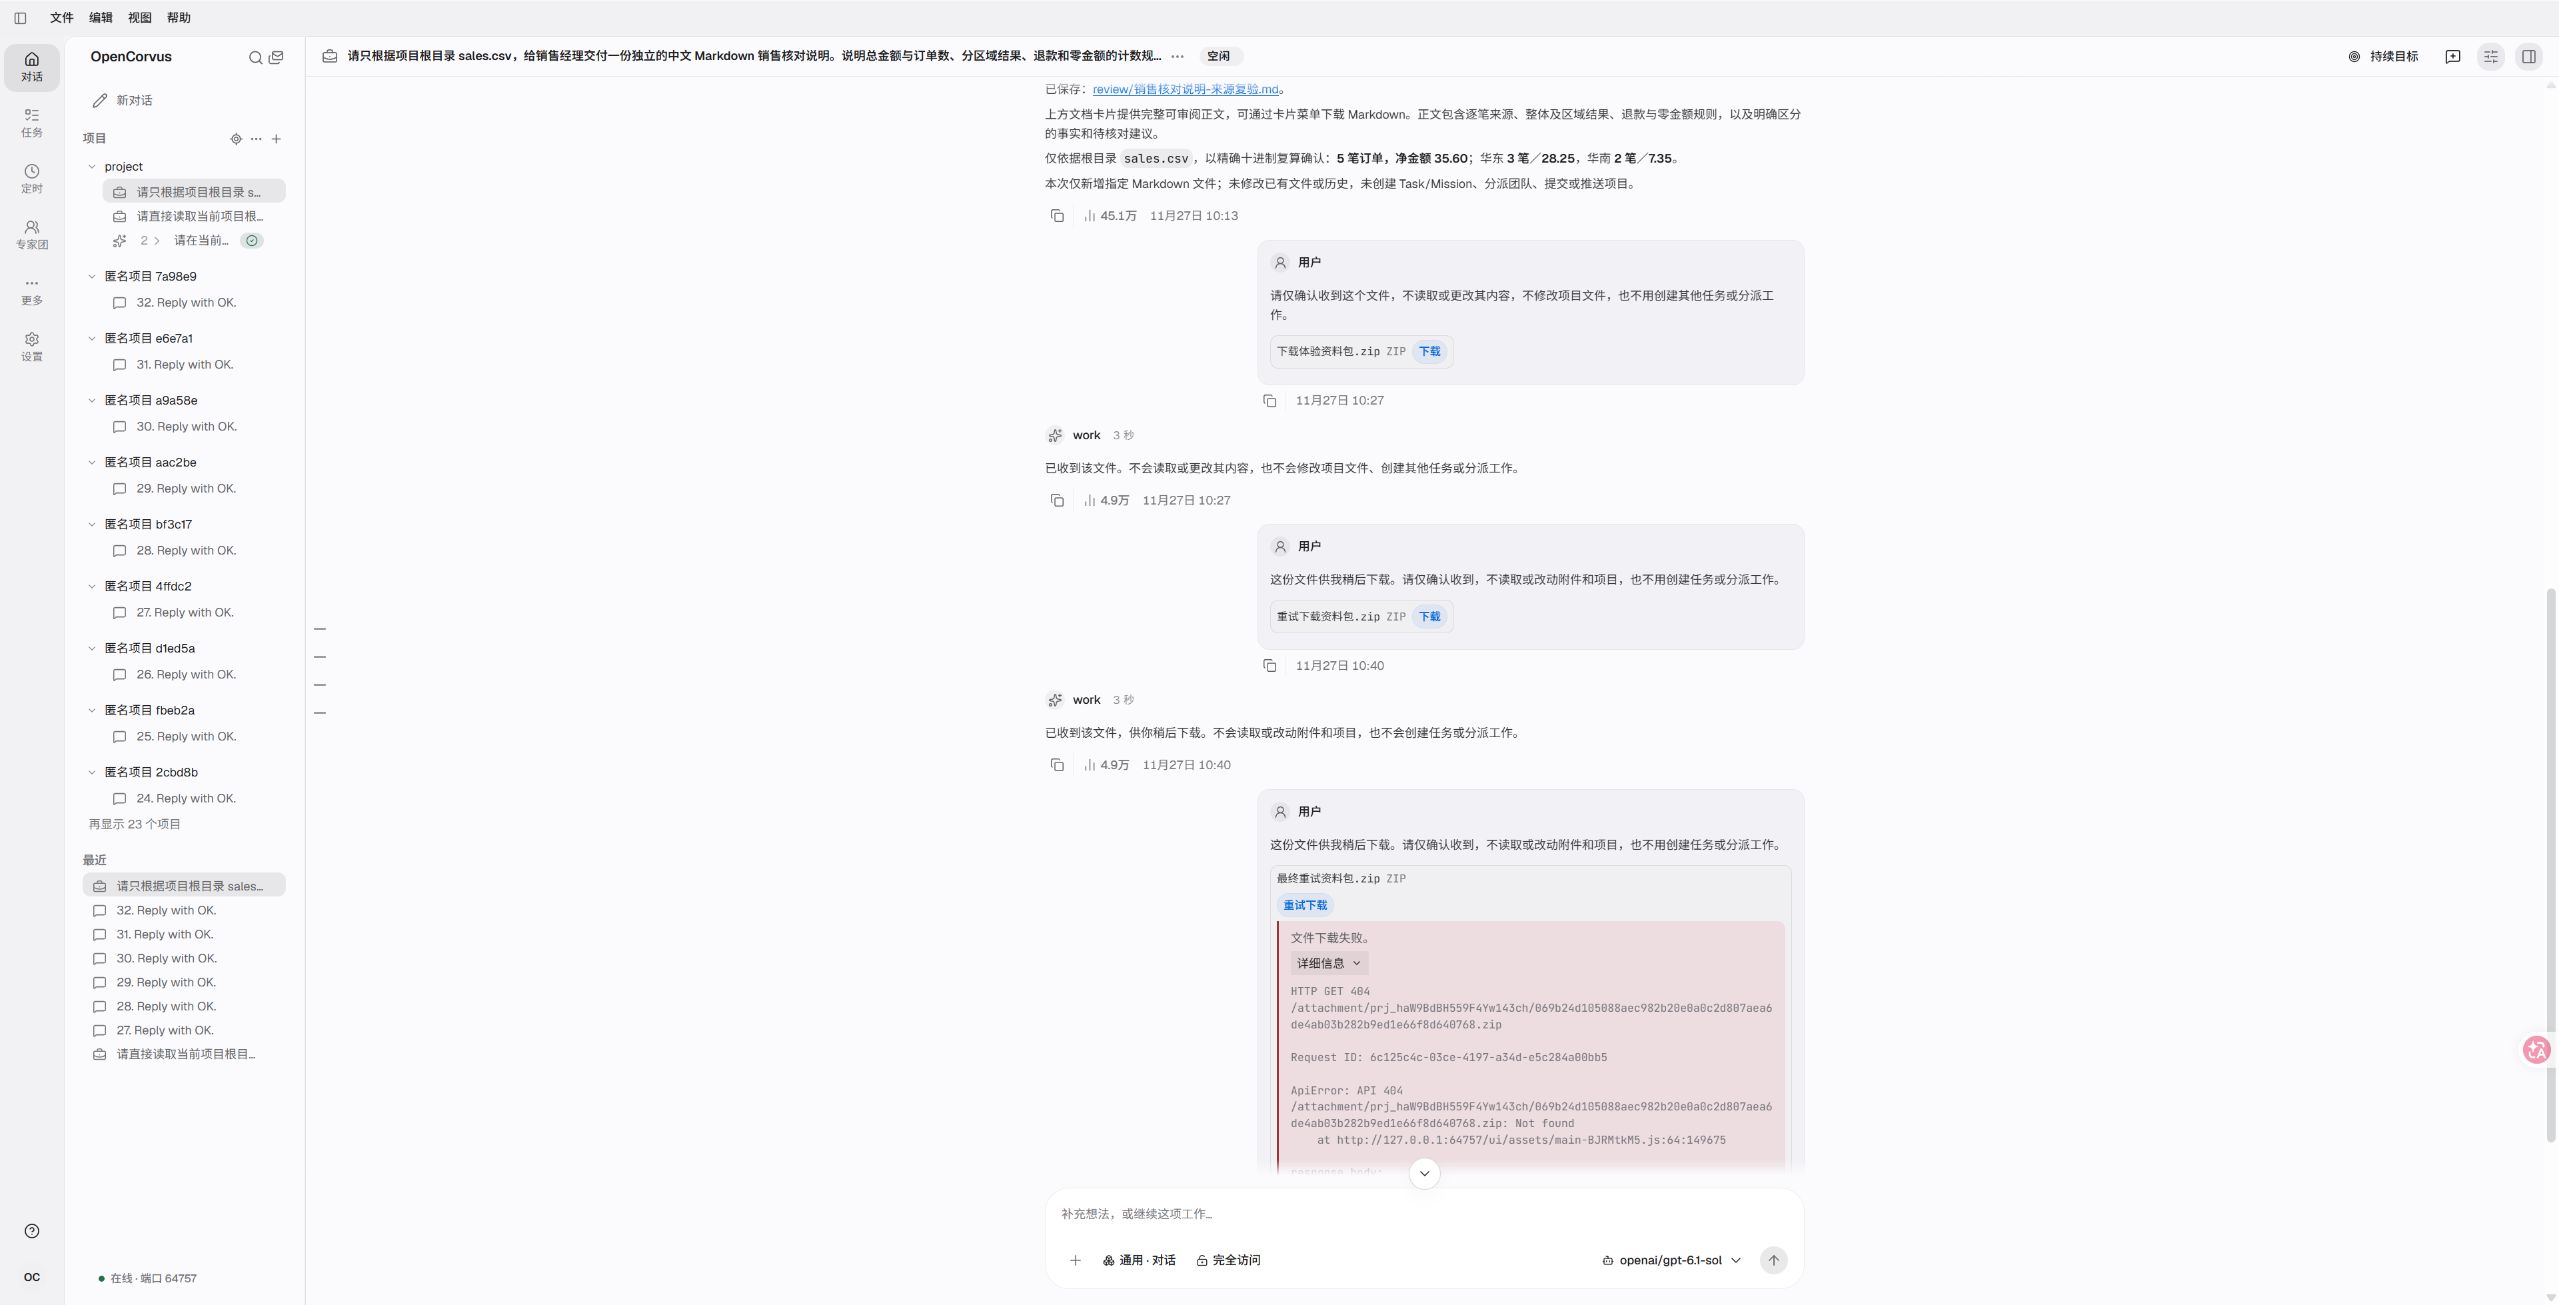 文件 编辑 视图 帮助
对话
任务
定时
专家团
更多
设置
OC
OpenCorvus
新对话
项目
project
请只根据项目根目录 s...
请直接读取当前项目根...
2 请在当前...
匿名项目 7a98e9
32. Reply with OK.
匿名项目 e6e7a1
31. Reply with OK.
匿名项目 a9a58e
30. Reply with OK.
匿名项目 aac2be
29. Reply with OK.
匿名项目 bf3c17
28. Reply with OK.
匿名项目 4ffdc2
27. Reply with OK.
匿名项目 d1ed5a
26. Reply with OK.
匿名项目 fbeb2a
25. Reply with OK.
匿名项目 2cbd8b
24. Reply with OK.
再显示 23 个项目
最近
请只根据项目根目录 sales...
32. Reply with OK.
31. Reply with OK.
30. Reply with OK.
29. Reply with OK.
28. Reply with OK.
27. Reply with OK.
请直接读取当前项目根目...
在线 · 端口 64757
请只根据项目根目录 sales.csv，给销售经理交付一份独立的中文 Markdown 销售核对说明。说明总金额与订单数、分区域结果、退款和零金额的计数规... 空闲
持续目标
已保存：review/销售核对说明-来源复验.md。
上方文档卡片提供完整可审阅正文，可通过卡片菜单下载 Markdown。正文包含逐笔来源、整体及区域结果、退款与零金额规则，以及明确区分
的事实和待核对建议。
仅依据根目录 sales.csv，以精确十进制复算确认：5 笔订单，净金额 35.60；华东 3 笔／28.25，华南 2 笔／7.35。
本次仅新增指定 Markdown 文件；未修改已有文件或历史，未创建 Task/Mission、分派团队、提交或推送项目。
45.1万 11月27日 10:13
用户
请仅确认收到这个文件，不读取或更改其内容，不修改项目文件，也不用创建其他任务或分派工
作。
下载体验资料包.zip ZIP 下载
11月27日 10:27
work 3 秒
已收到该文件。不会读取或更改其内容，也不会修改项目文件、创建其他任务或分派工作。
4.9万 11月27日 10:27
用户
这份文件供我稍后下载。请仅确认收到，不读取或改动附件和项目，也不用创建任务或分派工作。
重试下载资料包.zip ZIP 下载
11月27日 10:40
work 3 秒
已收到该文件，供你稍后下载。不会读取或改动附件和项目，也不会创建任务或分派工作。
4.9万 11月27日 10:40
用户
这份文件供我稍后下载。请仅确认收到，不读取或改动附件和项目，也不用创建任务或分派工作。
最终重试资料包.zip ZIP
重试下载
文件下载失败。
详细信息
HTTP GET 404
/attachment/prj_haW9BdBH559F4Yw143ch/069b24d105088aec982b20e0a0c2d807aea6
de4ab03b282b9ed1e66f8d640768.zip
Request ID: 6c125c4c-03ce-4197-a34d-e5c284a00bb5
ApiError: API 404
/attachment/prj_haW9BdBH559F4Yw143ch/069b24d105088aec982b20e0a0c2d807aea6
de4ab03b282b9ed1e66f8d640768.zip: Not found
at http://127.0.0.1:64757/ui/assets/main-BJRMtkM5.js:64:149675
response body:
补充想法，或继续这项工作...
通用 · 对话 完全访问 openai/gpt-6.1-sol